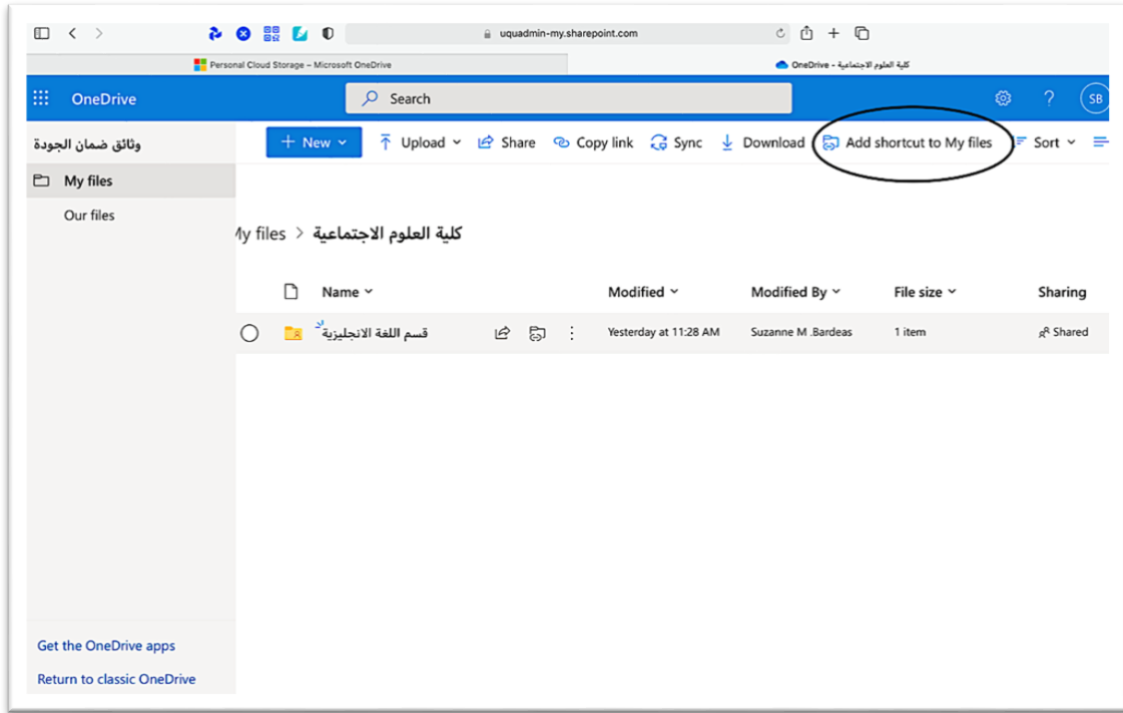 uquadmin-my.sharepoint.com
Personal Cloud Storage – Microsoft OneDrive
كلية العلوم الاجتماعية - OneDrive
OneDrive
Search
?
SB
وثائق ضمان الجودة
+ New
Upload
Share
Copy link
Sync
Download
Add shortcut to My files
Sort
My files
Our files
My files > كلية العلوم الاجتماعية
Name Modified Modified By File size Sharing
قسم اللغة الانجليزية Yesterday at 11:28 AM Suzanne M .Bardeas 1 item Shared
Get the OneDrive apps
Return to classic OneDrive